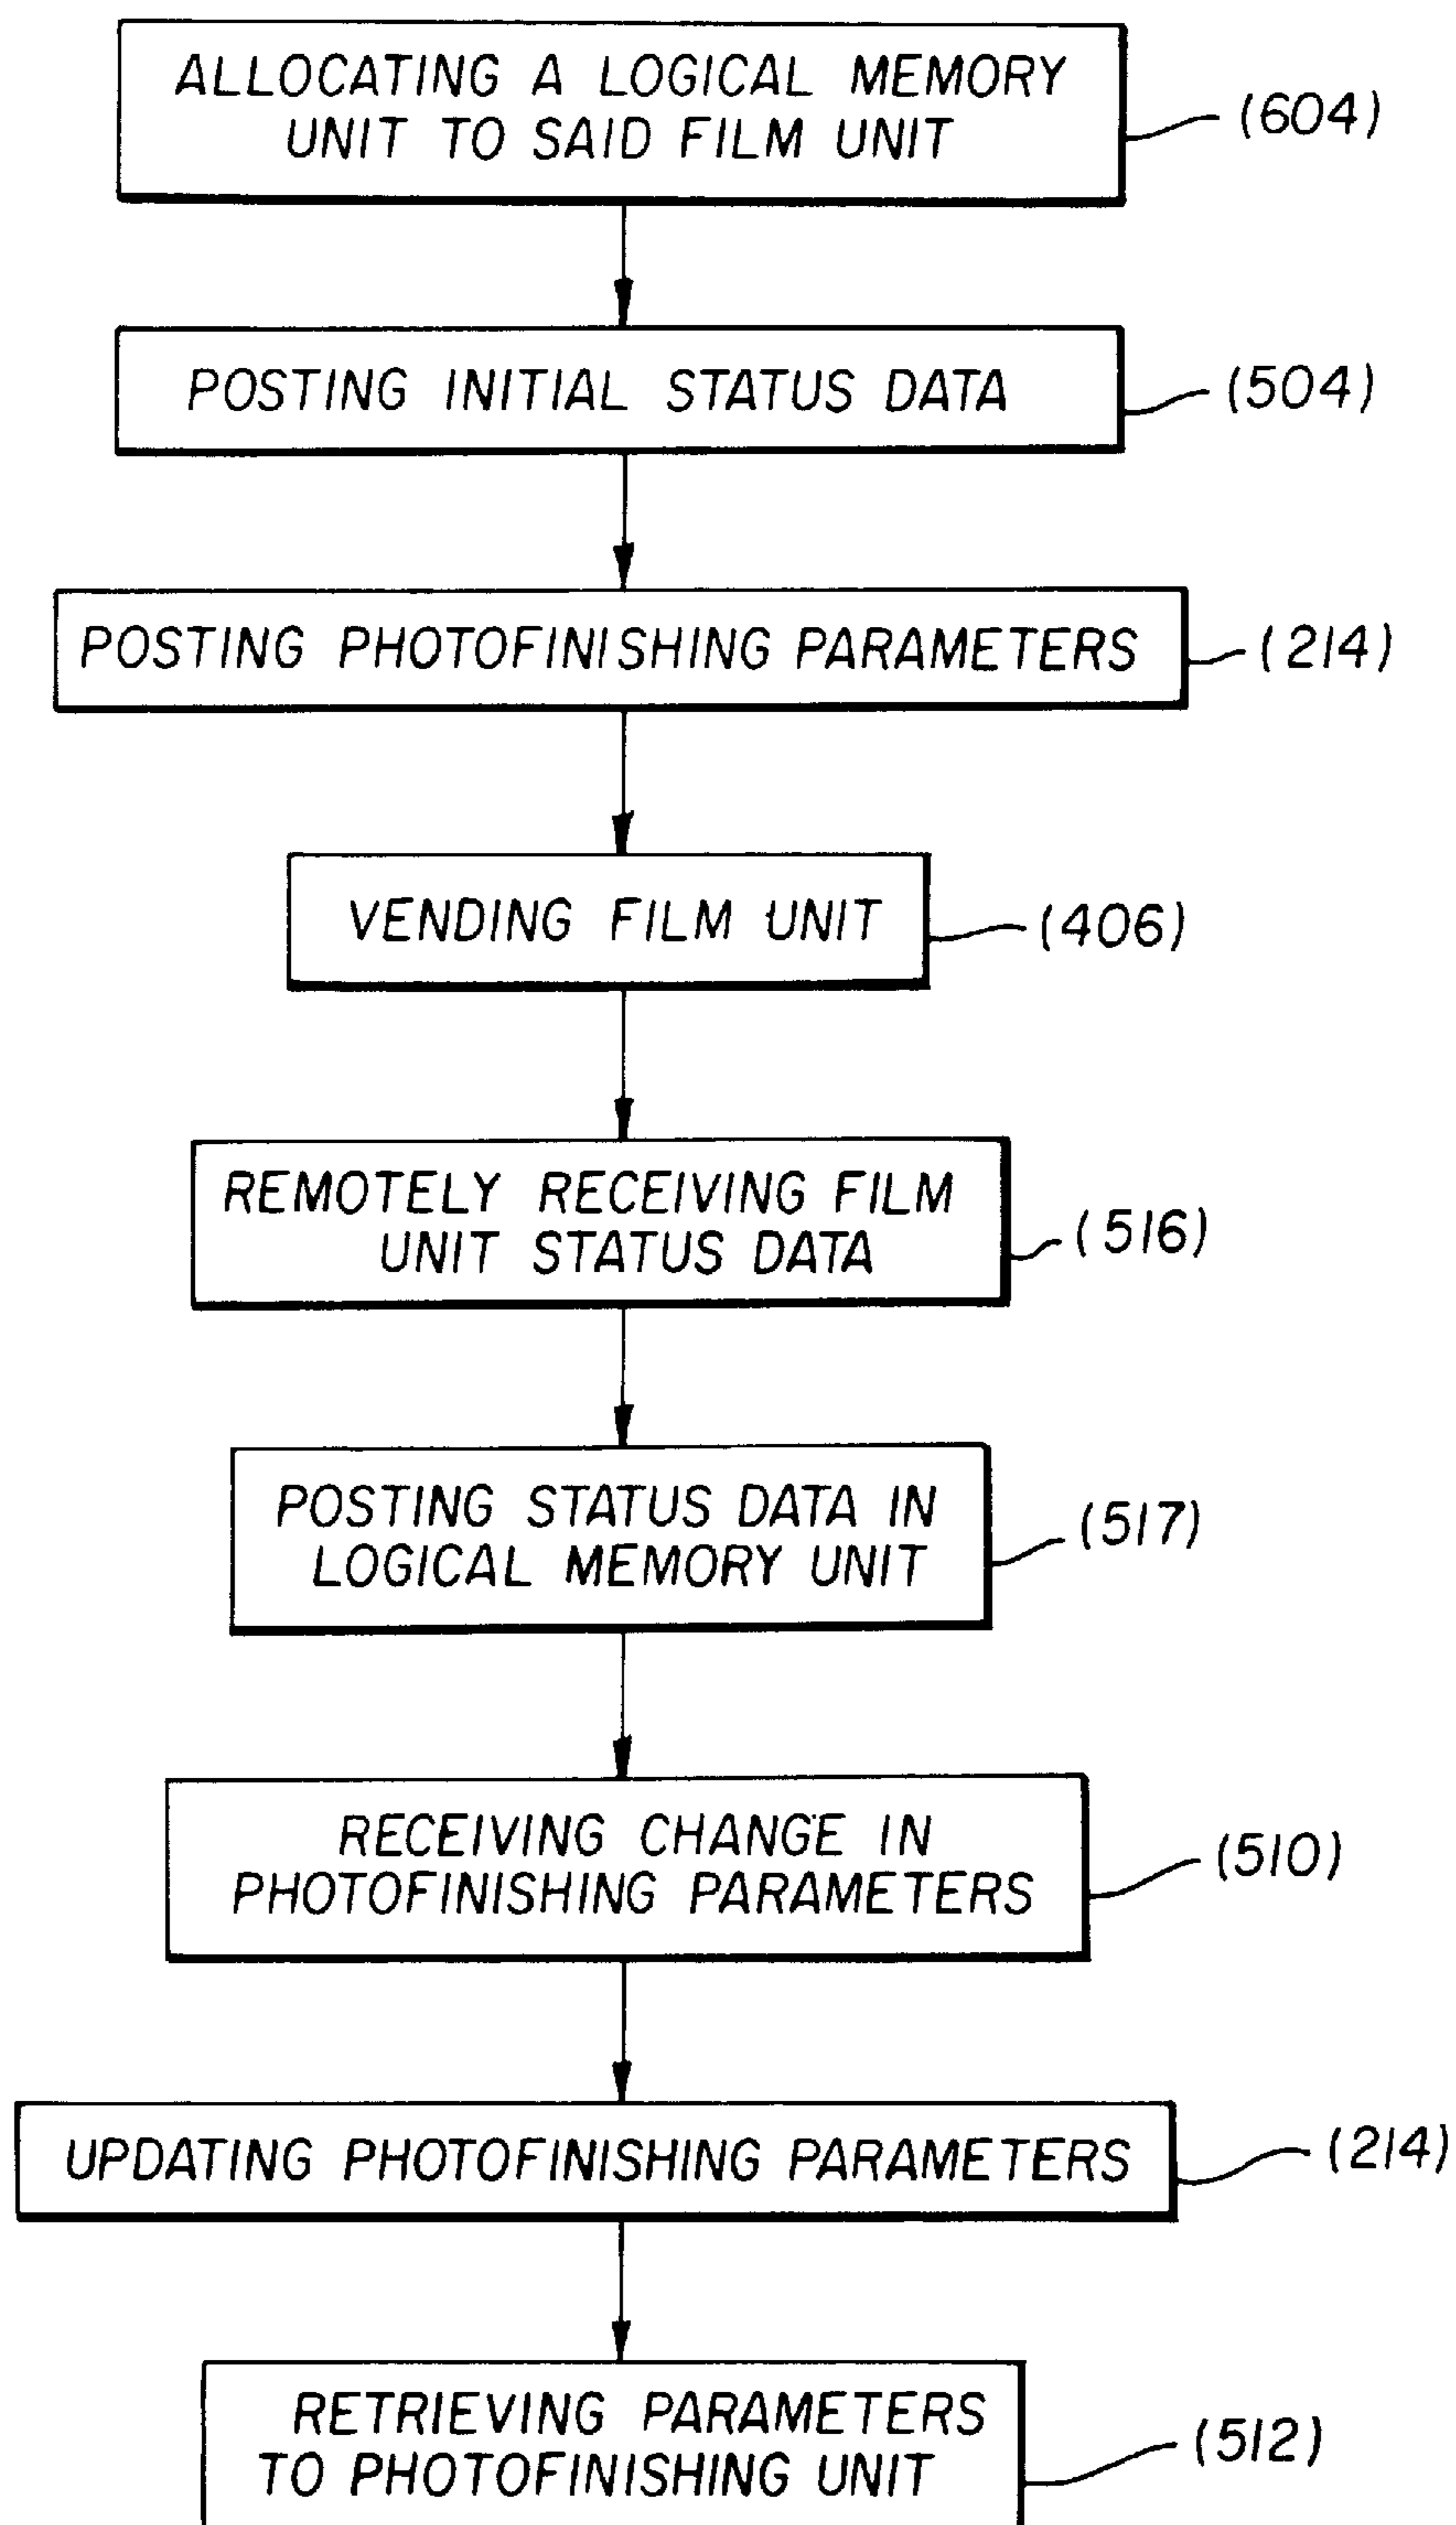 ALLOCATING A LOGICAL MEMORY
UNIT TO SAID FILM UNIT
(604)
POSTING INITIAL STATUS DATA
(504)
POSTING PHOTOFINISHING PARAMETERS
(214)
VENDING FILM UNIT
(406)
REMOTELY RECEIVING FILM
UNIT STATUS DATA
(516)
POSTING STATUS DATA IN
LOGICAL MEMORY UNIT
(517)
RECEIVING CHANGE IN
PHOTOFINISHING PARAMETERS
(510)
UPDATING PHOTOFINISHING PARAMETERS
(214)
RETRIEVING PARAMETERS
TO PHOTOFINISHING UNIT
(512)